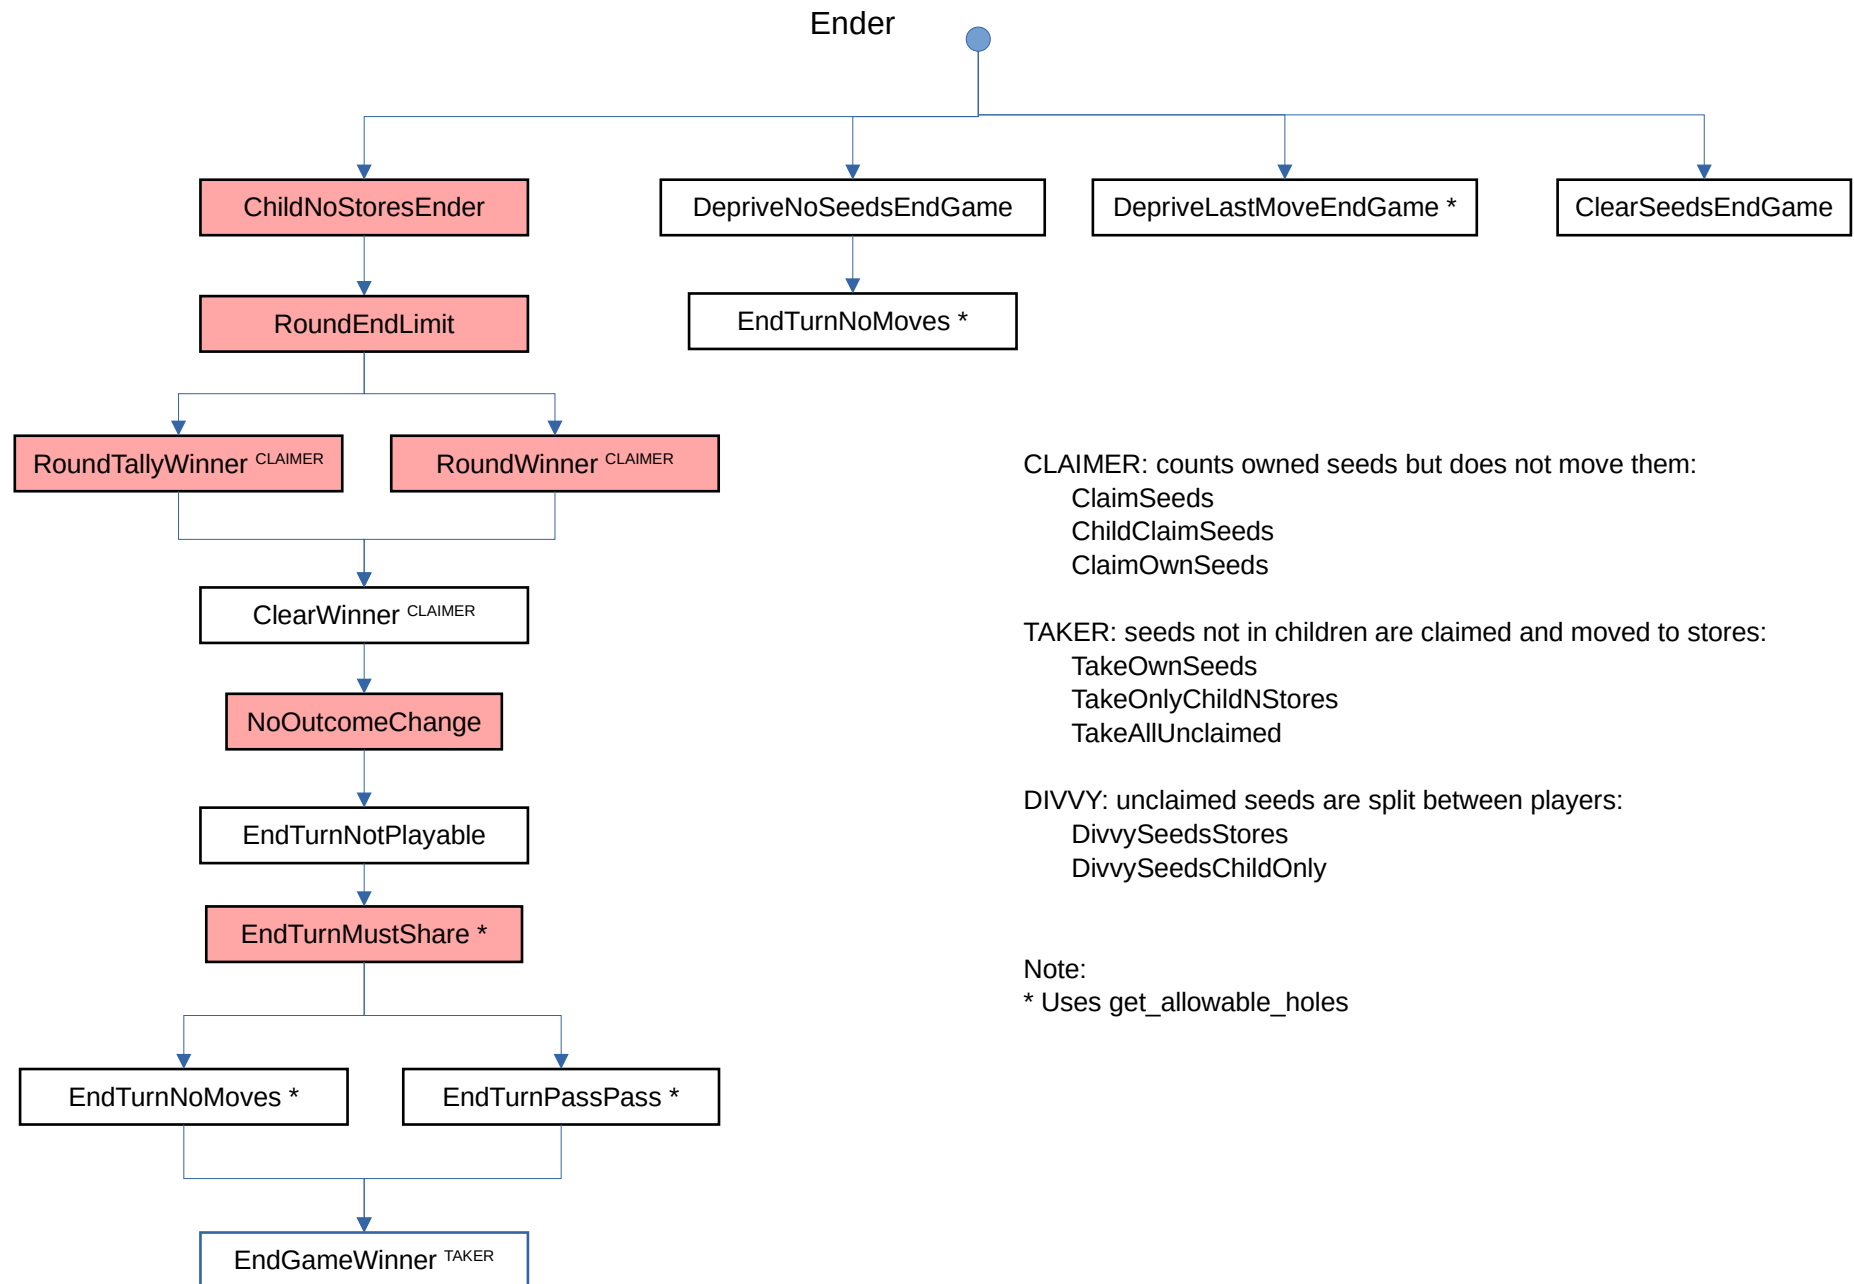 Ender
ChildNoStoresEnder
DepriveNoSeedsEndGame
DepriveLastMoveEndGame *
ClearSeedsEndGame
RoundEndLimit
EndTurnNoMoves *
RoundTallyWinner CLAIMER
RoundWinner CLAIMER
ClearWinner CLAIMER
NoOutcomeChange
EndTurnNotPlayable
EndTurnMustShare *
EndTurnNoMoves *
EndTurnPassPass *
EndGameWinner TAKER
CLAIMER: counts owned seeds but does not move them:
ClaimSeeds
ChildClaimSeeds
ClaimOwnSeeds
TAKER: seeds not in children are claimed and moved to stores:
TakeOwnSeeds
TakeOnlyChildNStores
TakeAllUnclaimed
DIVVY: unclaimed seeds are split between players:
DivvySeedsStores
DivvySeedsChildOnly
Note:
* Uses get_allowable_holes